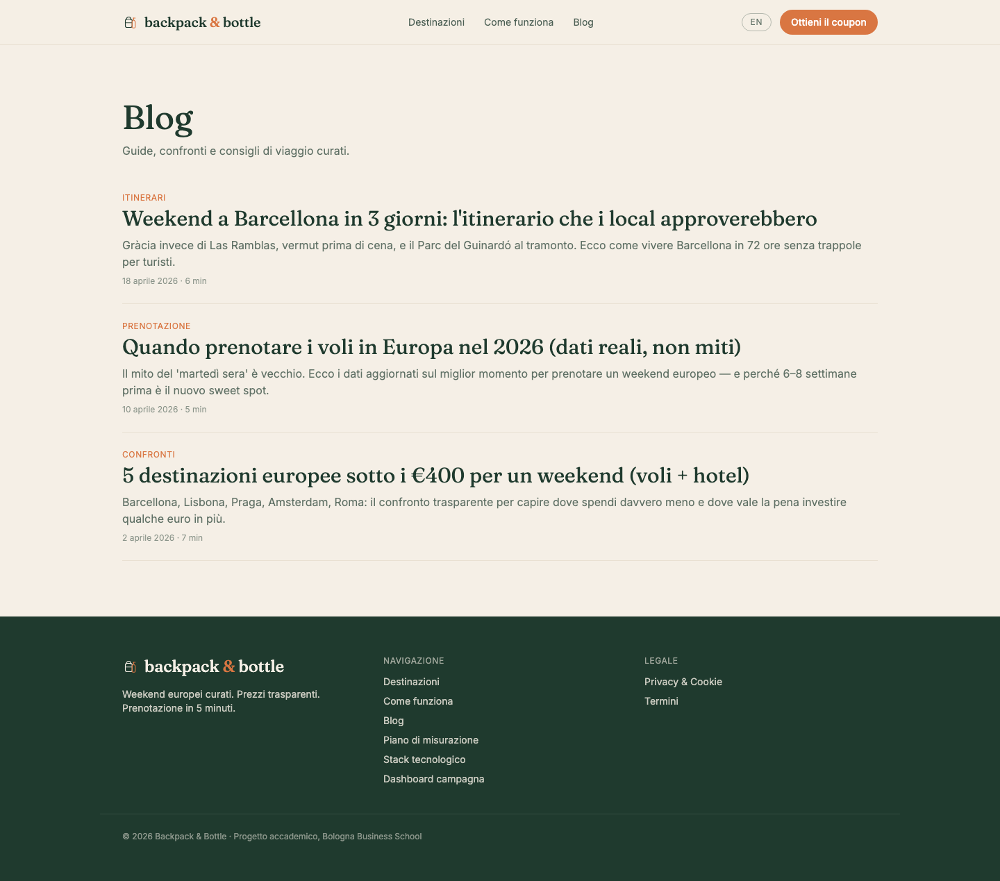 backpack & bottle
Destinazioni
Come funziona
Blog
EN
Ottieni il coupon
Blog
Guide, confronti e consigli di viaggio curati.
ITINERARI
Weekend a Barcellona in 3 giorni: l'itinerario che i local approverebbero
Gràcia invece di Las Ramblas, vermut prima di cena, e il Parc del Guinardó al tramonto. Ecco come vivere Barcellona in 72 ore senza trappole
per turisti.
18 aprile 2026 · 6 min
PRENOTAZIONE
Quando prenotare i voli in Europa nel 2026 (dati reali, non miti)
Il mito del 'martedì sera' è vecchio. Ecco i dati aggiornati sul miglior momento per prenotare un weekend europeo — e perché 6–8 settimane
prima è il nuovo sweet spot.
10 aprile 2026 · 5 min
CONFRONTI
5 destinazioni europee sotto i €400 per un weekend (voli + hotel)
Barcellona, Lisbona, Praga, Amsterdam, Roma: il confronto trasparente per capire dove spendi davvero meno e dove vale la pena investire
qualche euro in più.
2 aprile 2026 · 7 min
backpack & bottle
Weekend europei curati. Prezzi trasparenti.
Prenotazione in 5 minuti.
NAVIGAZIONE
Destinazioni
Come funziona
Blog
Piano di misurazione
Stack tecnologico
Dashboard campagna
LEGALE
Privacy & Cookie
Termini
© 2026 Backpack & Bottle · Progetto accademico, Bologna Business School